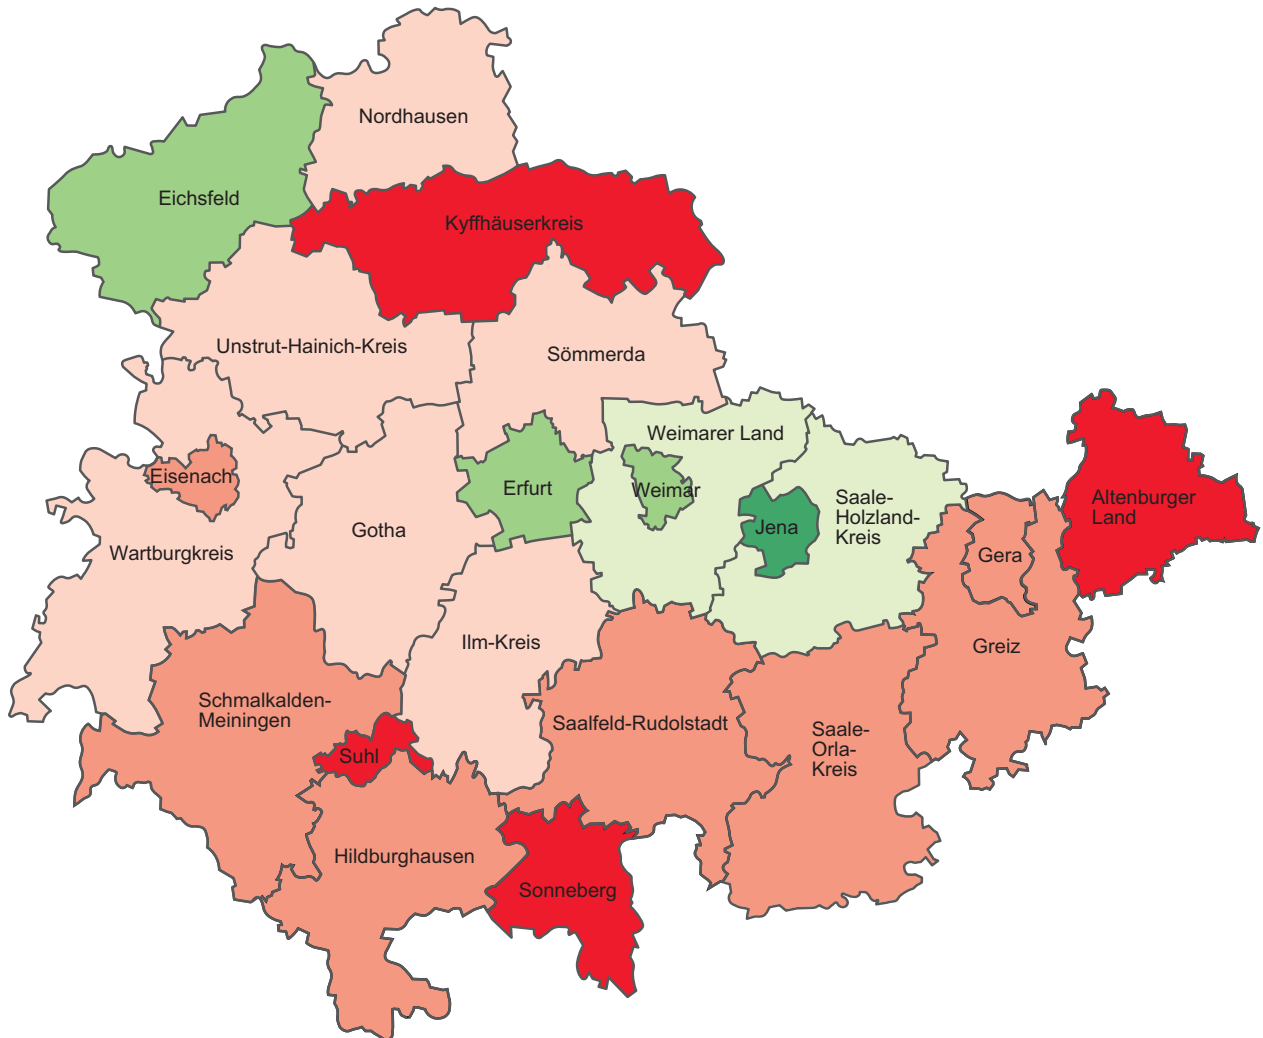 Nordhausen
Eichsfeld
Kyffhäuserkreis
Unstrut-Hainich-Kreis
Sömmerda
Weimarer Land
Eisenach
Erfurt
Weimar
Saale-
Holzland-
Kreis
Altenburger
Land
Jena
Gotha
Wartburgkreis
Gera
Ilm-Kreis
Greiz
Schmalkalden-
Meiningen
Saalfeld-Rudolstadt
Saale-
Orla-
Kreis
Suhl
Hildburghausen
Sonneberg